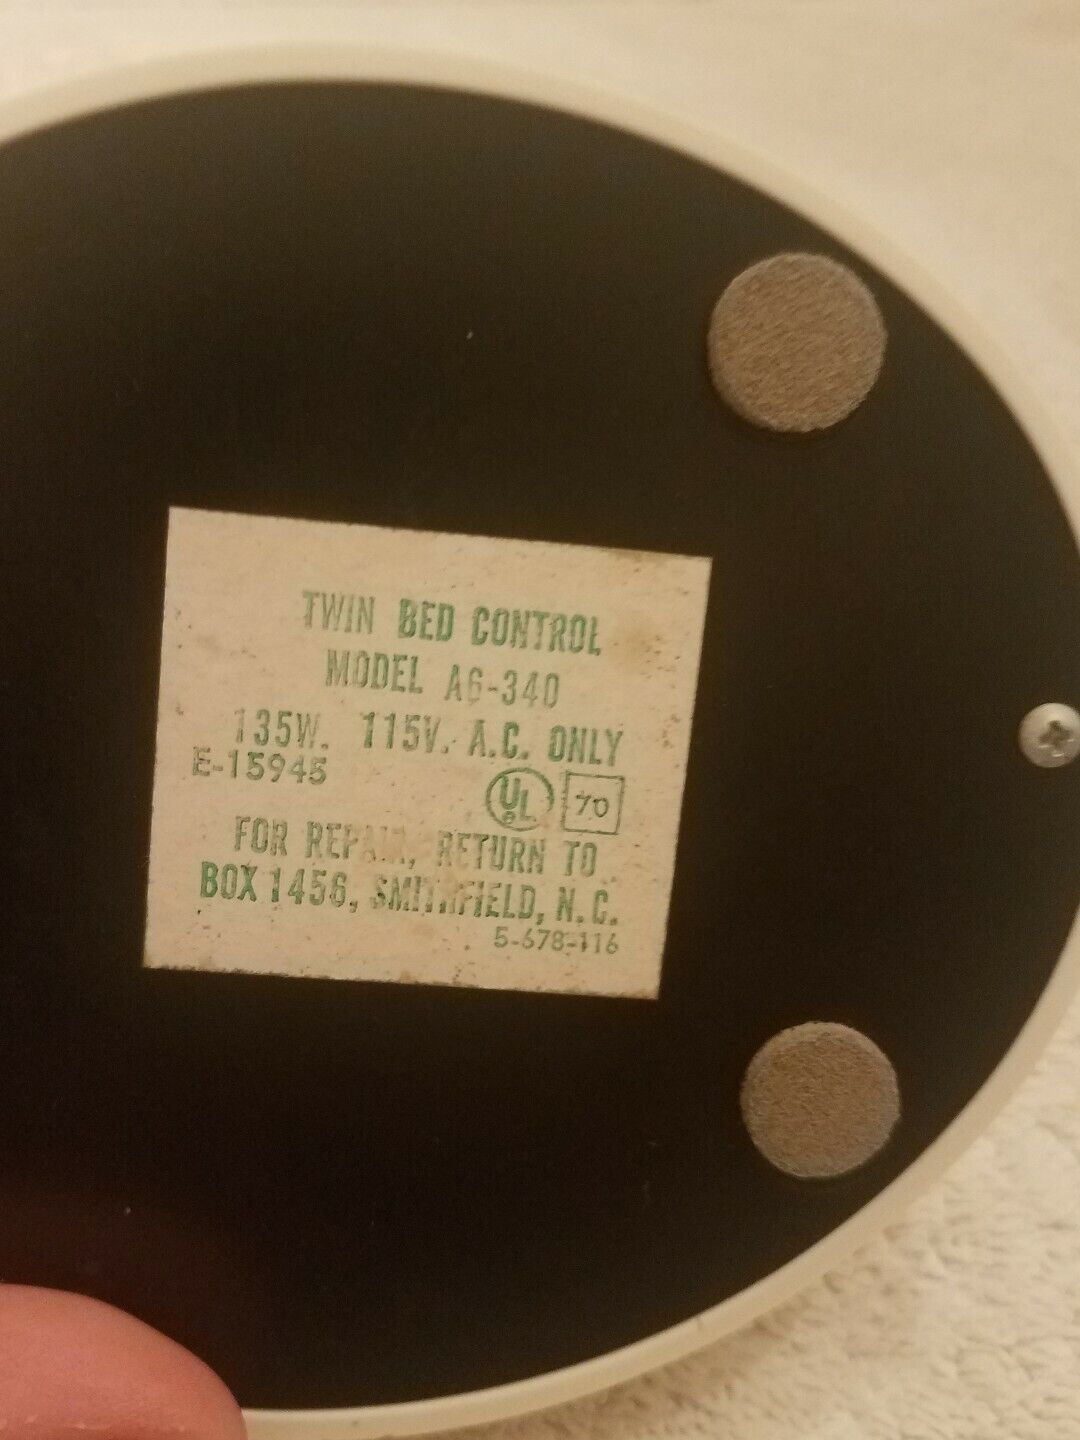 TWIN BED CONTROL
MODEL A6-340
135W. 115V. A.C. ONLY
E-15945
UL 70
FOR REPAIR, RETURN TO
BOX 1456, SMITHFIELD, N.C.
5-678-116